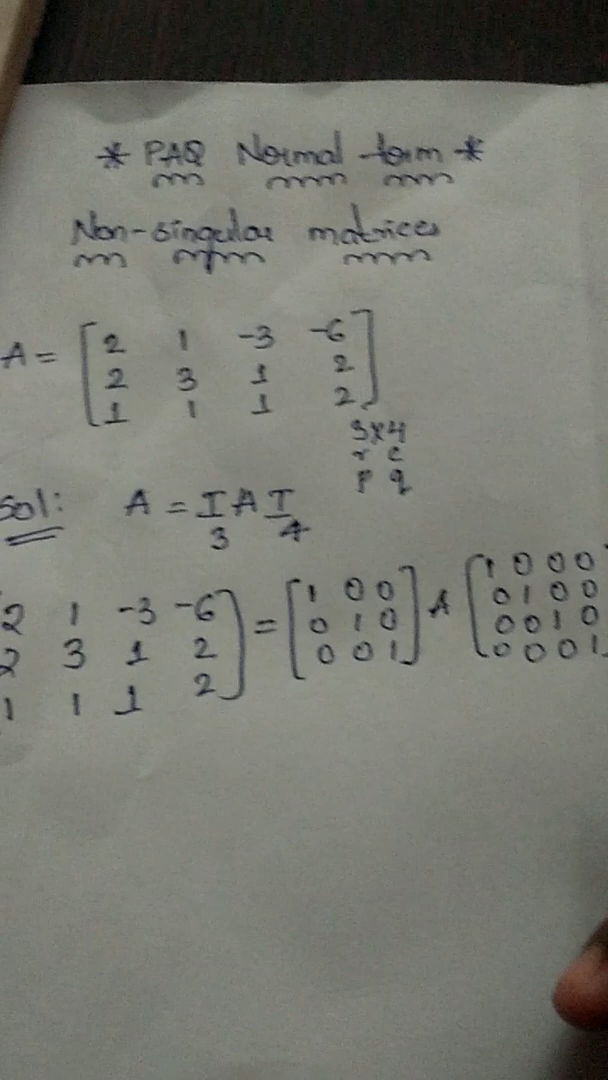 * PAQ Normal form *
Non-singular matrices
A = [2 1 -3 -6
2 3 1 2
1 1 1 2]
3x4
r c
p q
Sol: A = I A I
3 4
2 1 -3 -6] = [1 0 0] A [1 0 0 0
2 3 1 2 0 1 0 0 1 0 0
1 1 1 2 0 0 1 0 0 1 0
0 0 0 1